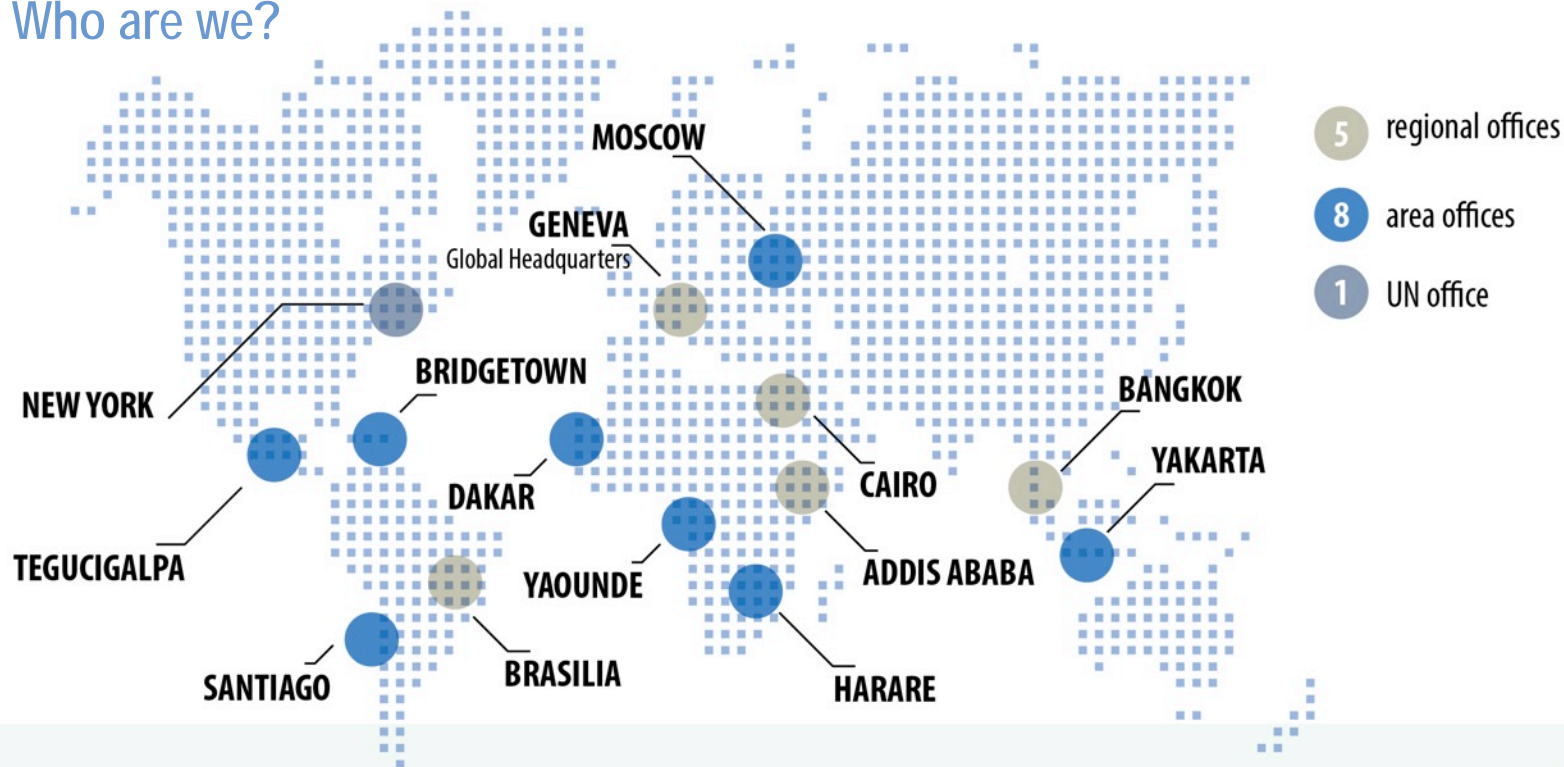 Who are we?
MOSCOW
5 regional offices
GENEVA
Global Headquarters
8 area offices
1 UN office
BRIDGETOWN
NEW YORK
BANGKOK
YAKARTA
DAKAR
CAIRO
TEGUCIGALPA
YAOUNDE
ADDIS ABABA
SANTIAGO
BRASILIA
HARARE